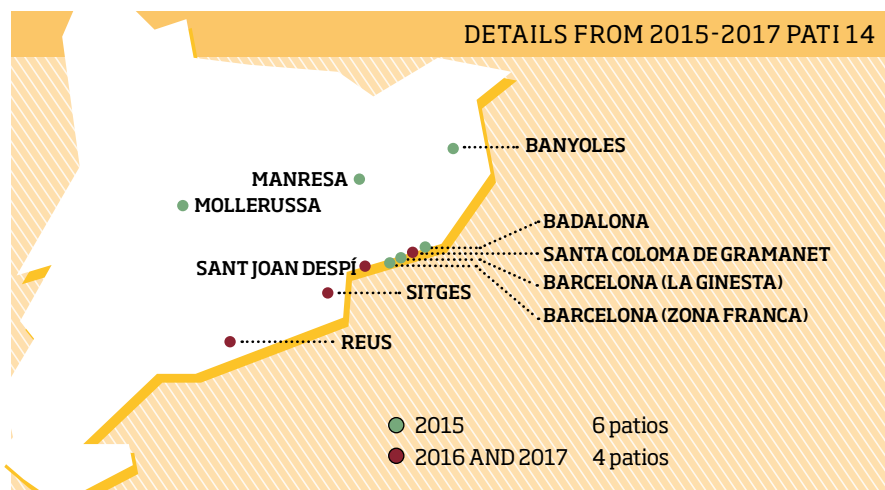 DETAILS FROM 2015-2017 PATI 14
BANYOLES
MANRESA
MOLLERUSSA
BADALONA
SANTA COLOMA DE GRAMANET
SANT JOAN DESPÍ
BARCELONA (LA GINESTA)
SITGES
BARCELONA (ZONA FRANCA)
REUS
2015 6 patios
2016 AND 2017 4 patios